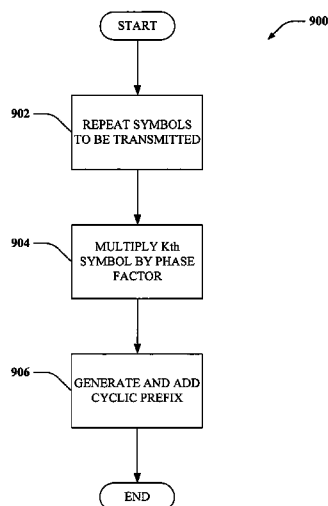 START
900
902
REPEAT SYMBOLS
TO BE TRANSMITTED
904
MULTIPLY Kth
SYMBOL BY PHASE
FACTOR
906
GENERATE AND ADD
CYCLIC PREFIX
END